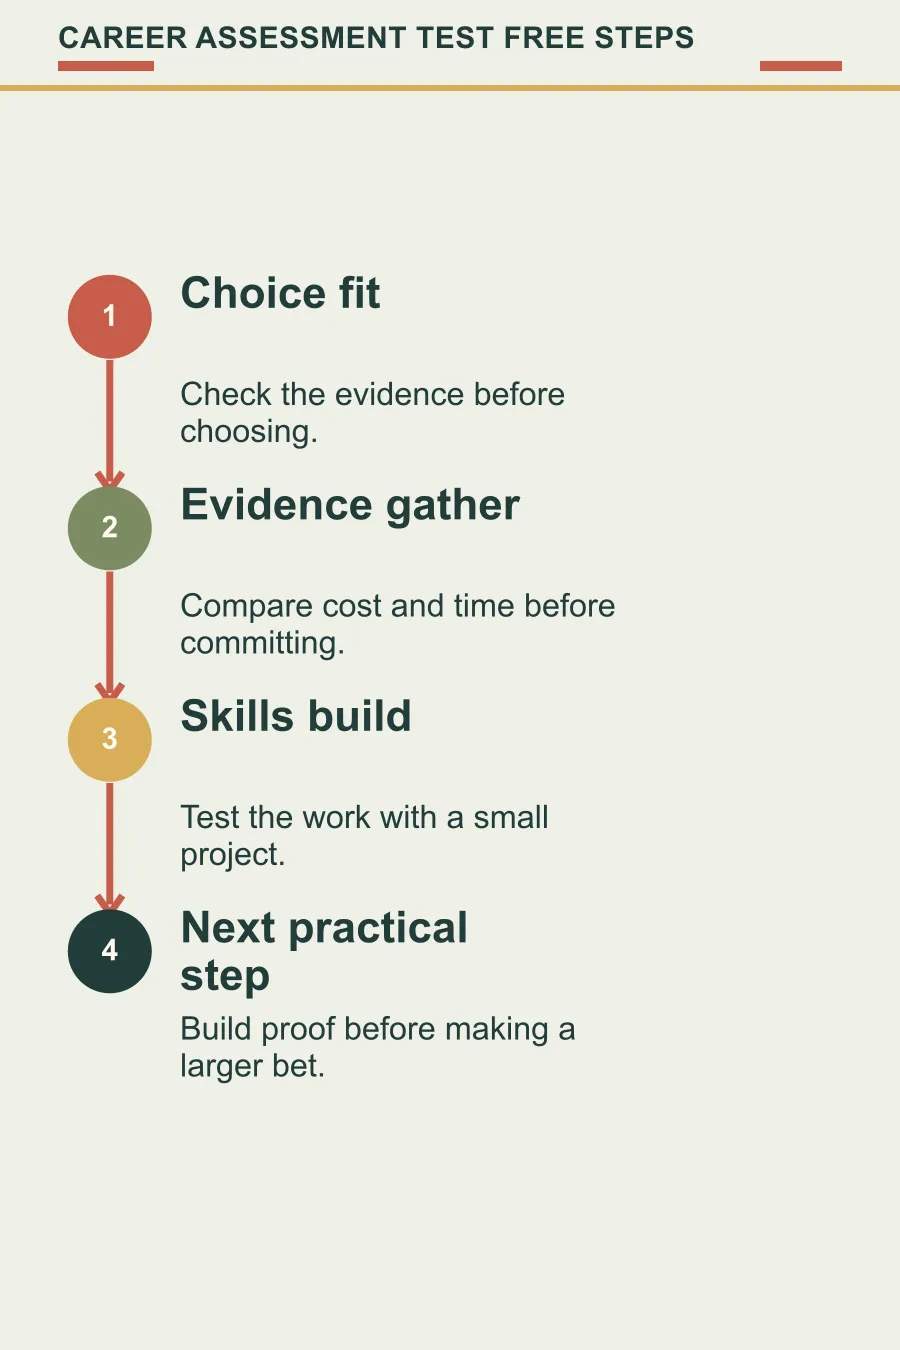 CAREER ASSESSMENT TEST FREE STEPS
1
Choice fit
Check the evidence before
choosing.
2
Evidence gather
Compare cost and time before
committing.
3
Skills build
Test the work with a small
project.
4
Next practical
step
Build proof before making a
larger bet.